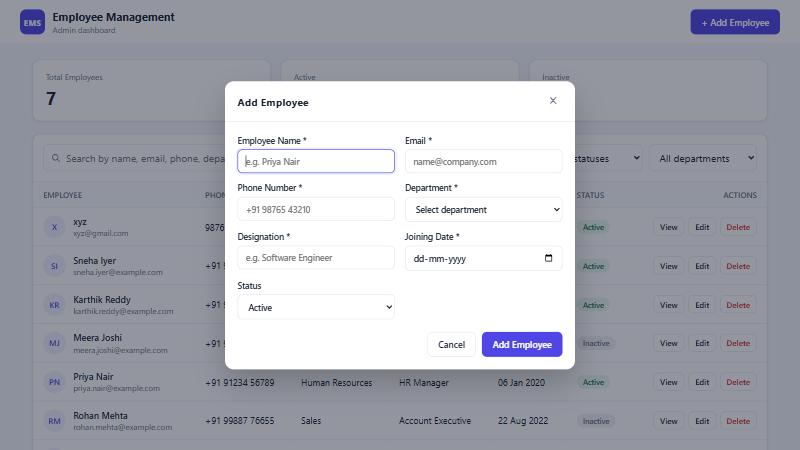 EMS
Employee Management
Admin dashboard
+ Add Employee
Total Employees
7
Active
Inactive
Search by name, email, phone, depa
statuses
All departments
EMPLOYEE
PHON
STATUS
ACTIONS
X
xyz
xyz@gmail.com
9876
Active
View
Edit
Delete
SI
Sneha Iyer
sneha.iyer@example.com
+91
Active
View
Edit
Delete
KR
Karthik Reddy
karthik.reddy@example.com
+91
Active
View
Edit
Delete
MJ
Meera Joshi
meera.joshi@example.com
+91
Inactive
View
Edit
Delete
PN
Priya Nair
priya.nair@example.com
+91 91234 56789
Human Resources
HR Manager
06 Jan 2020
Active
View
Edit
Delete
RM
Rohan Mehta
rohan.mehta@example.com
+91 99887 76655
Sales
Account Executive
22 Aug 2022
Inactive
View
Edit
Delete
Add Employee
Employee Name *
e.g. Priya Nair
Email *
name@company.com
Phone Number *
+91 98765 43210
Department *
Select department
Designation *
e.g. Software Engineer
Joining Date *
dd-mm-yyyy
Status
Active
Cancel
Add Employee